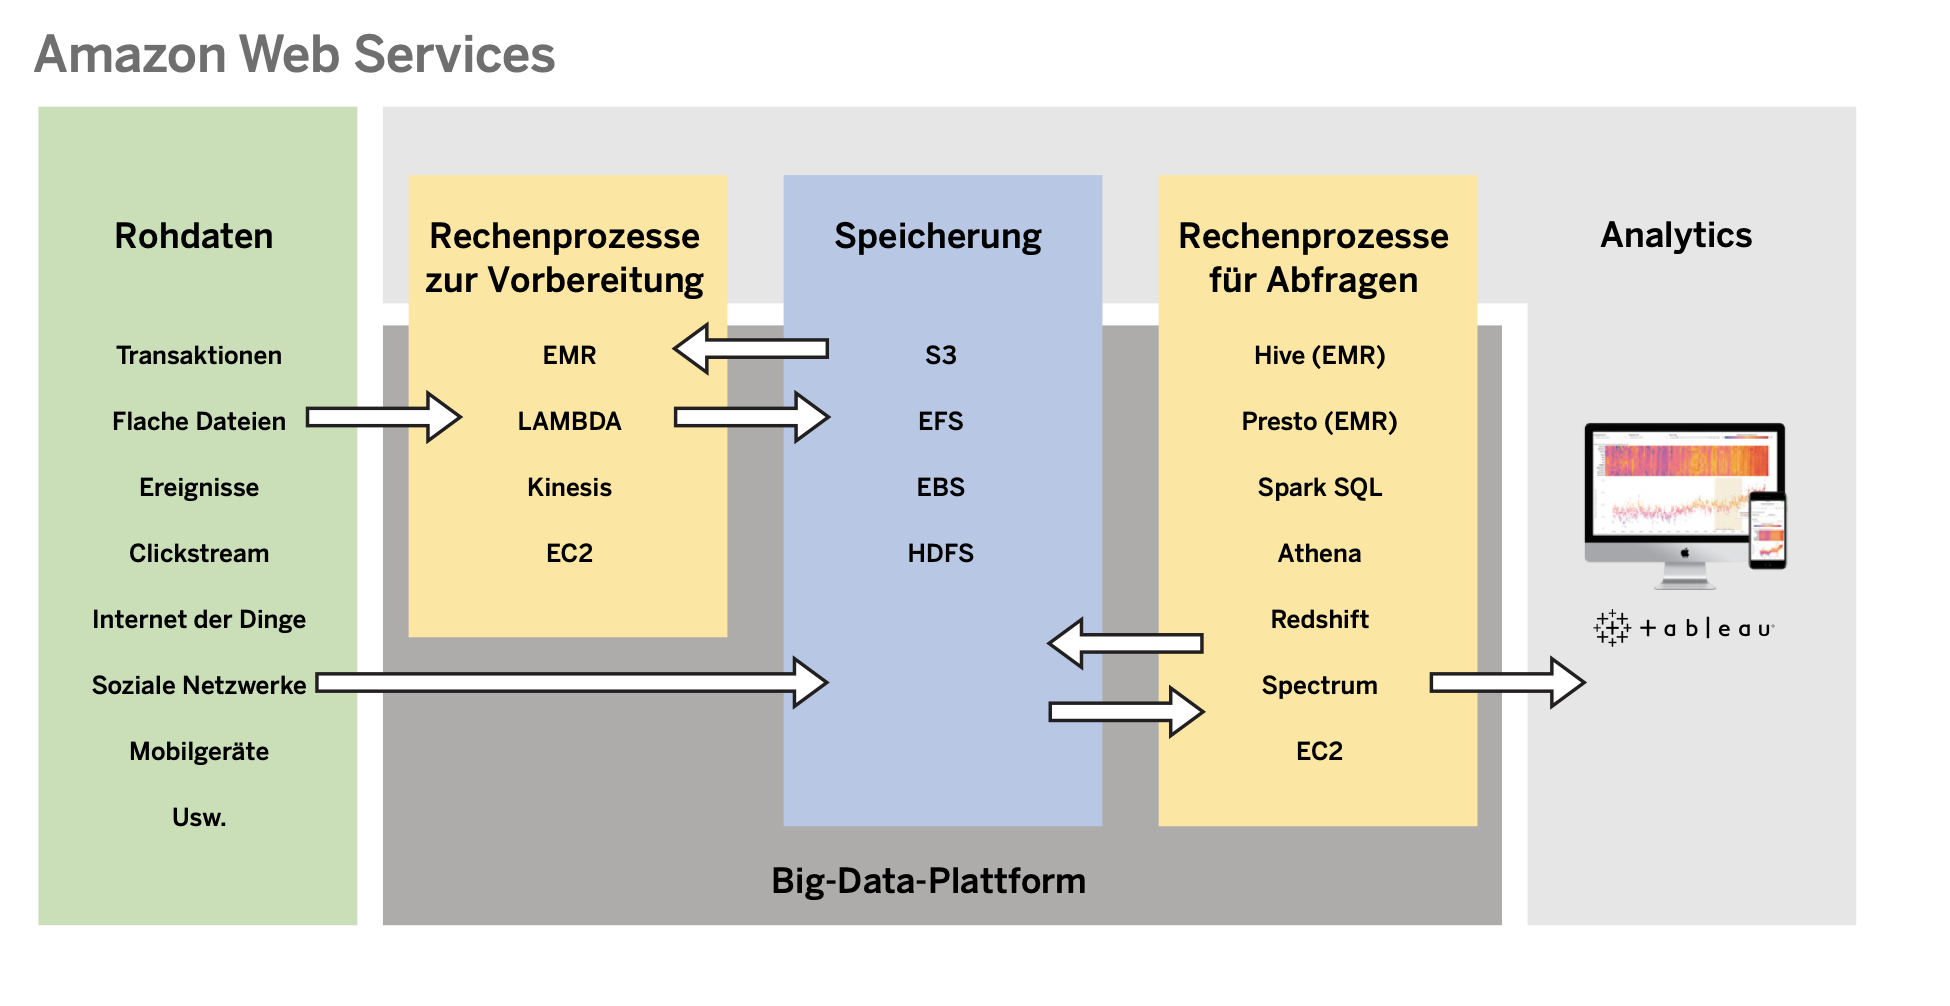 Amazon Web Services
Rohdaten
Transaktionen
Flache Dateien
Ereignisse
Clickstream
Internet der Dinge
Soziale Netzwerke
Mobilgeräte
Usw.
Rechenprozesse
zur Vorbereitung
EMR
LAMBDA
Kinesis
EC2
Speicherung
S3
EFS
EBS
HDFS
Rechenprozesse
für Abfragen
Hive (EMR)
Presto (EMR)
Spark SQL
Athena
Redshift
Spectrum
EC2
Analytics
+ableau
Big-Data-Plattform